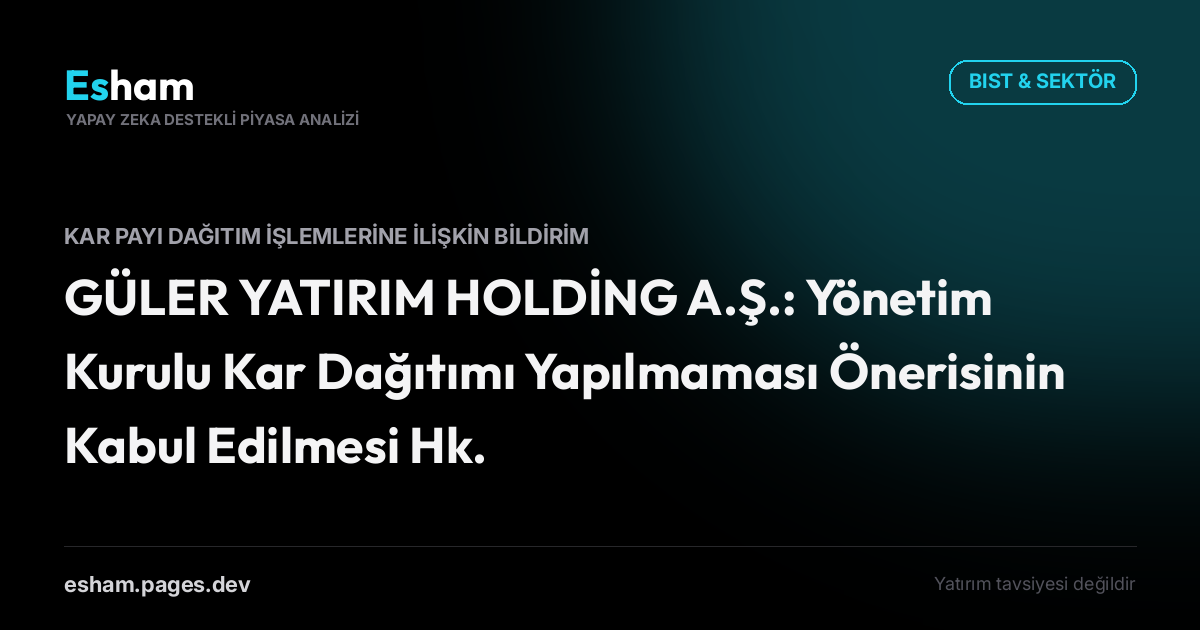 Esham
YAPAY ZEKA DESTEKLİ PİYASA ANALİZİ
BIST & SEKTÖR
KAR PAYI DAĞITIM İŞLEMLERİNE İLİŞKİN BİLDİRİM
GÜLER YATIRIM HOLDİNG A.Ş.: Yönetim
Kurulu Kar Dağıtımı Yapılmaması Önerisinin
Kabul Edilmesi Hk.
esham.pages.dev
Yatırım tavsiyesi değildir